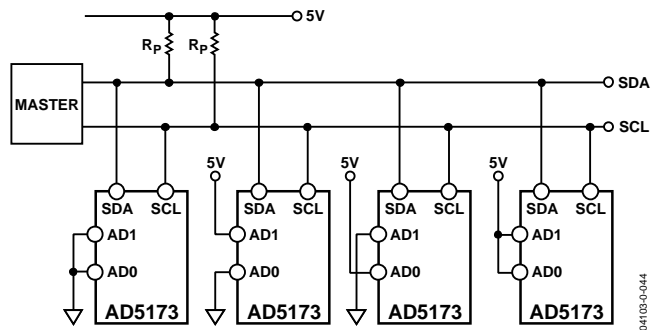 5V
RP RP
SDA
MASTER
SCL
5V 5V 5V
SDA SCL SDA SCL SDA SCL SDA SCL
AD1 AD1 AD1 AD1
AD0 AD0 AD0 AD0
AD5173 AD5173 AD5173 AD5173
04103-0-044